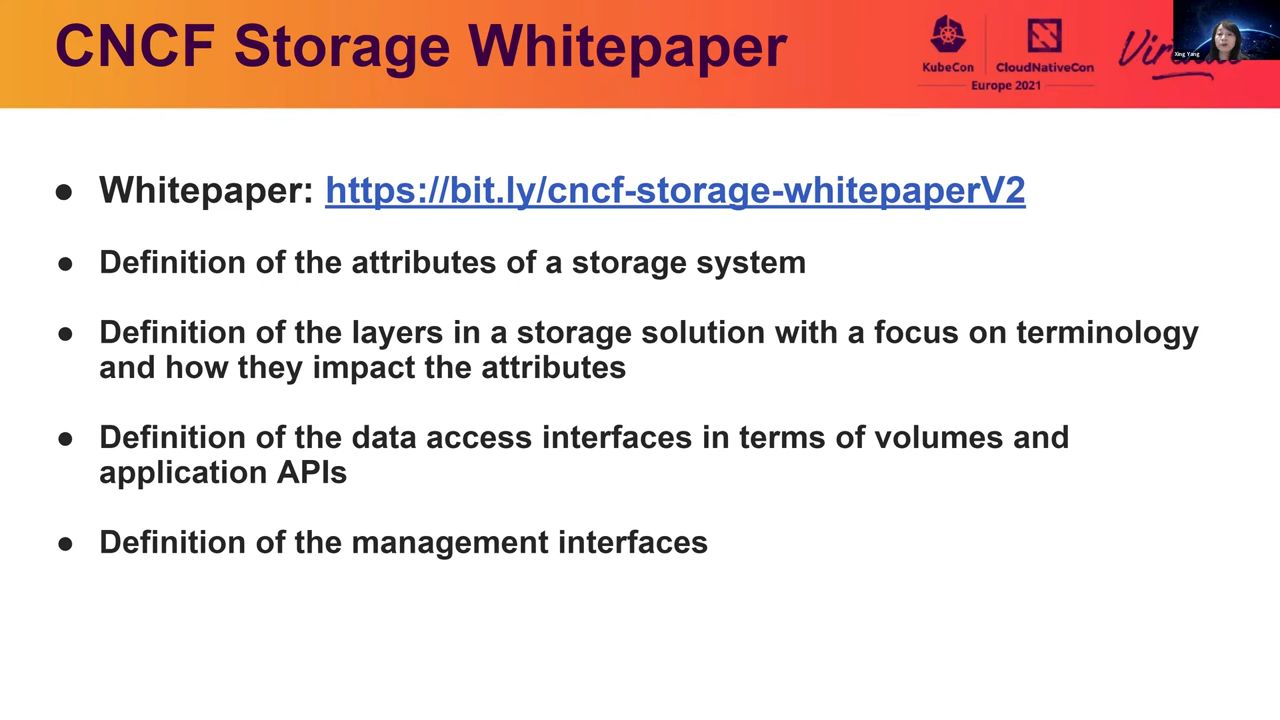 CNCF Storage Whitepaper
KubeCon
CloudNativeCon
Europe 2021
Virtual
Xing Yang
● Whitepaper: https://bit.ly/cncf-storage-whitepaperV2
● Definition of the attributes of a storage system
● Definition of the layers in a storage solution with a focus on terminology
and how they impact the attributes
● Definition of the data access interfaces in terms of volumes and
application APIs
● Definition of the management interfaces